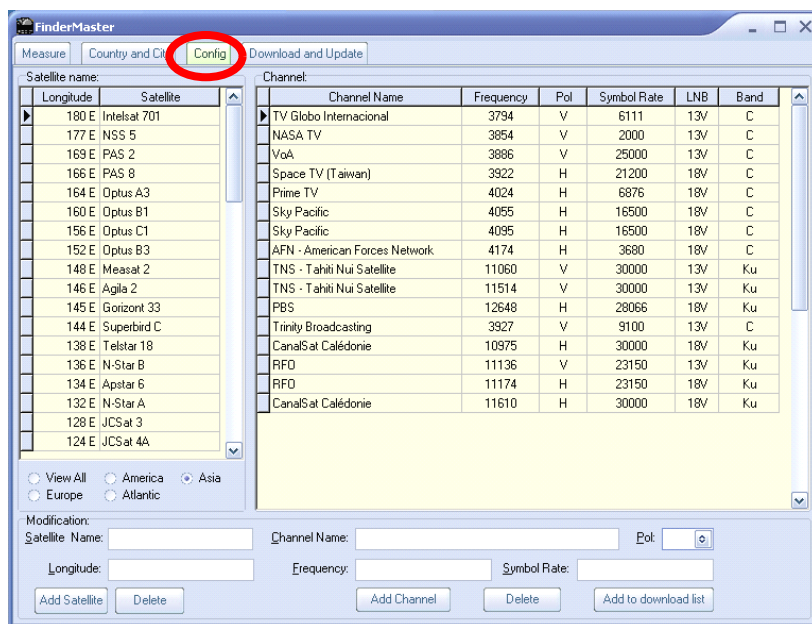 FinderMaster
Measure Country and Cit Config Download and Update
Satellite name:
Longitude Satellite
180 E Intelsat 701
177 E NSS 5
169 E PAS 2
166 E PAS 8
164 E Optus A3
160 E Optus B1
156 E Optus C1
152 E Optus B3
148 E Measat 2
146 E Agila 2
145 E Gorizont 33
144 E Superbird C
138 E Telstar 18
136 E N-Star B
134 E Apstar 6
132 E N-Star A
128 E JCSat 3
124 E JCSat 4A
View All America Asia
Europe Atlantic
Channel:
Channel Name Frequency Pol Symbol Rate LNB Band
TV Globo Internacional 3794 V 6111 13V C
NASA TV 3854 V 2000 13V C
VoA 3886 V 25000 13V C
Space TV (Taiwan) 3922 H 21200 18V C
Prime TV 4024 H 6876 18V C
Sky Pacific 4055 H 16500 18V C
Sky Pacific 4095 H 16500 18V C
AFN - American Forces Network 4174 H 3680 18V C
TNS - Tahiti Nui Satellite 11060 V 30000 13V Ku
TNS - Tahiti Nui Satellite 11514 V 30000 13V Ku
PBS 12648 H 28066 18V Ku
Trinity Broadcasting 3927 V 9100 13V C
CanalSat Calédonie 10975 H 30000 18V Ku
RFO 11136 V 23150 13V Ku
RFO 11174 H 23150 18V Ku
CanalSat Calédonie 11610 H 30000 18V Ku
Modification:
Satellite Name: Channel Name: Pol:
Longitude: Frequency: Symbol Rate:
Add Satellite Delete Add Channel Delete Add to download list